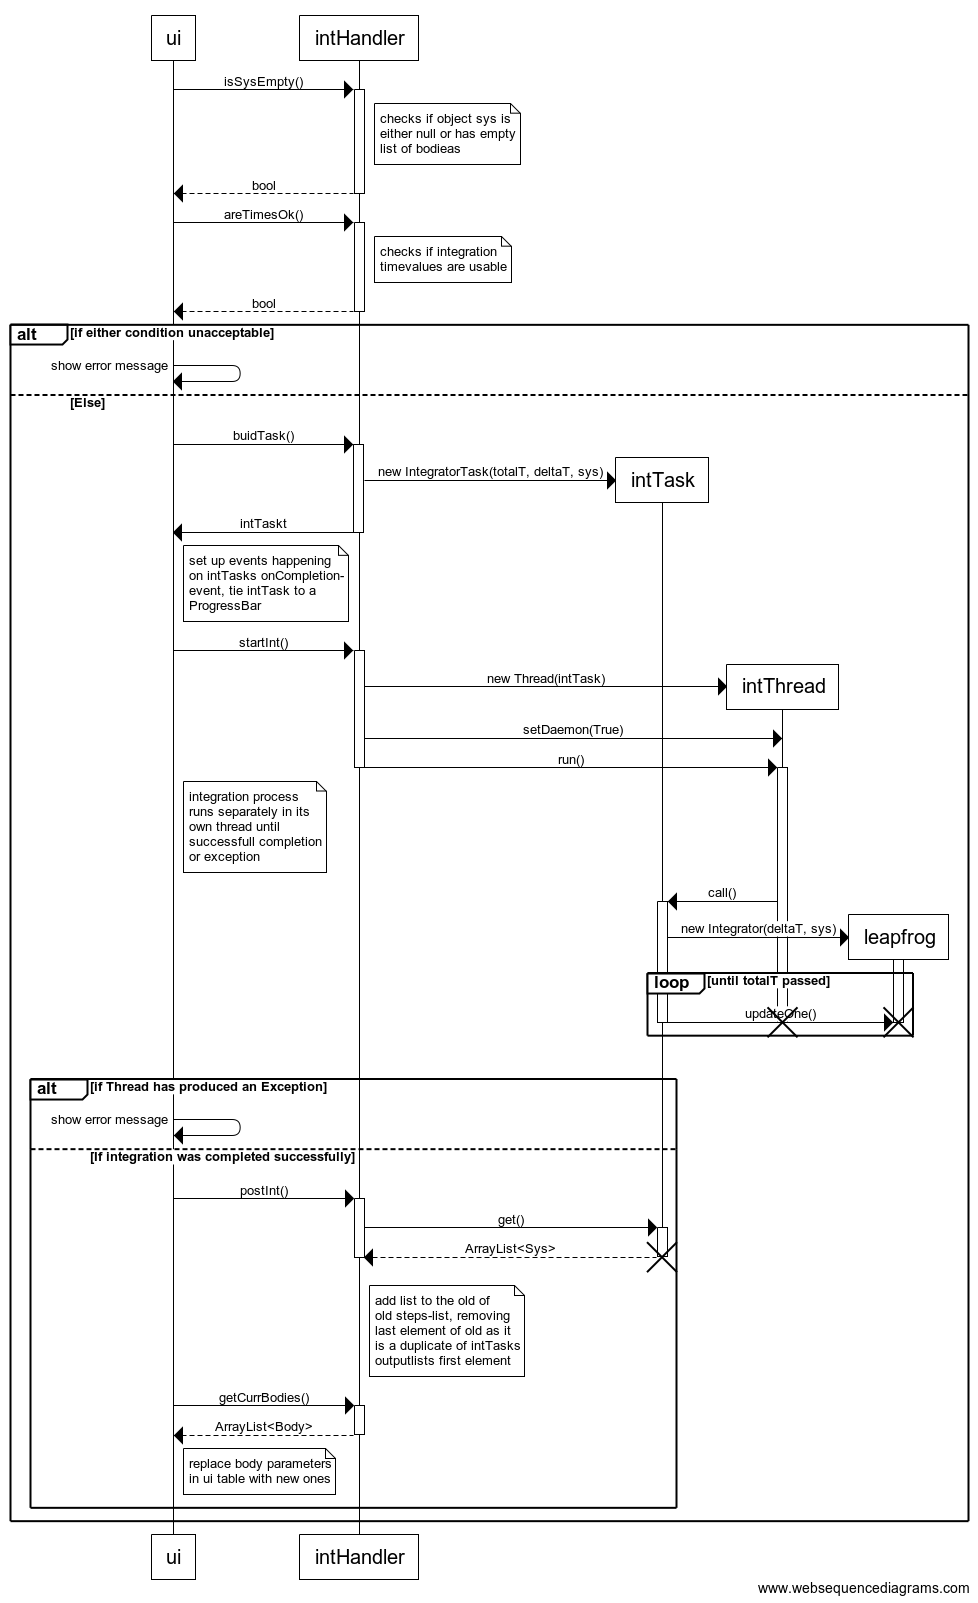 ui
intHandler
isSysEmpty()
checks if object sys is
either null or has empty
list of bodieas
bool
areTimesOk()
checks if integration
timevalues are usable
bool
alt
[if either condition unacceptable]
show error message
[Else]
buidTask()
new IntegratorTask(totalT, deltaT, sys)
intTask
intTaskt
set up events happening
on intTasks onCompletion-
event, tie intTask to a
ProgressBar
startInt()
new Thread(intTask)
intThread
setDaemon(True)
run()
integration process
runs separately in its
own thread until
successfull completion
or exception
call()
new Integrator(deltaT, sys)
leapfrog
loop
[until totalT passed]
updateOne()
alt
[if Thread has produced an Exception]
show error message
[If integration was completed successfully]
postInt()
get()
ArrayList<Sys>
add list to the old of
old steps-list, removing
last element of old as it
is a duplicate of intTasks
outputlists first element
getCurrBodies()
ArrayList<Body>
replace body parameters
in ui table with new ones
ui
intHandler
www.websequencediagrams.com